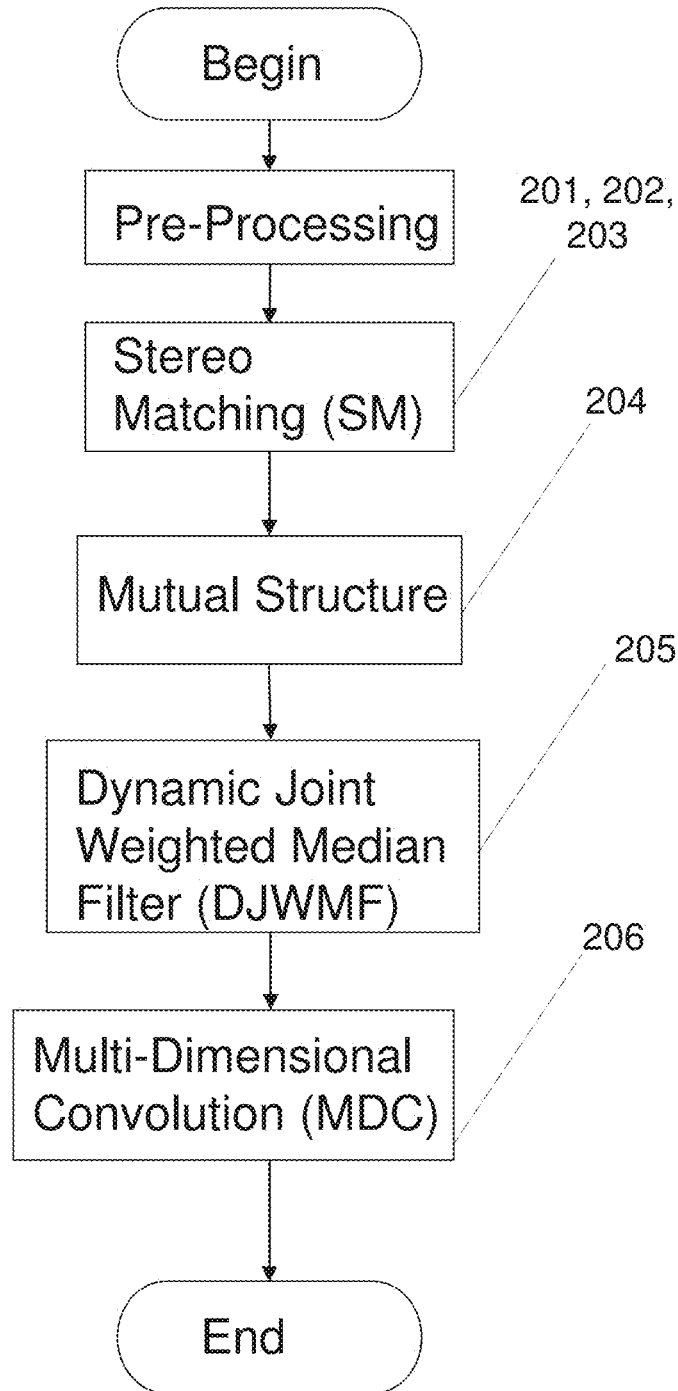 Begin
Pre-Processing
201, 202,
203
Stereo
Matching (SM)
204
Mutual Structure
205
Dynamic Joint
Weighted Median
Filter (DJWMF)
206
Multi-Dimensional
Convolution (MDC)
End